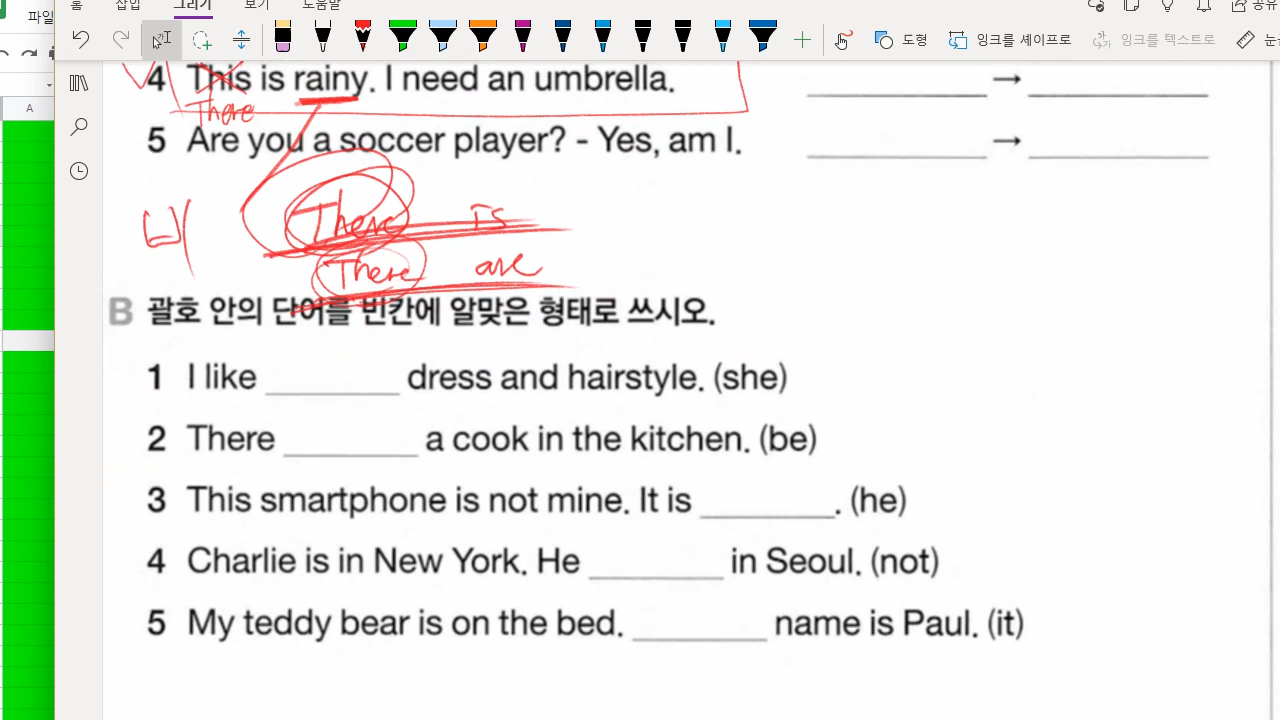 홈 삽입 그리기 보기 도움말 공유
파일
도형 잉크를 셰이프로 잉크를 텍스트로
A
4 This is rainy. I need an umbrella. → 
There
5 Are you a soccer player? - Yes, am I. →
비 There is
There are
B 괄호 안의 단어를 빈칸에 알맞은 형태로 쓰시오.
1 I like ________ dress and hairstyle. (she)
2 There ________ a cook in the kitchen. (be)
3 This smartphone is not mine. It is ________. (he)
4 Charlie is in New York. He ________ in Seoul. (not)
5 My teddy bear is on the bed. ________ name is Paul. (it)